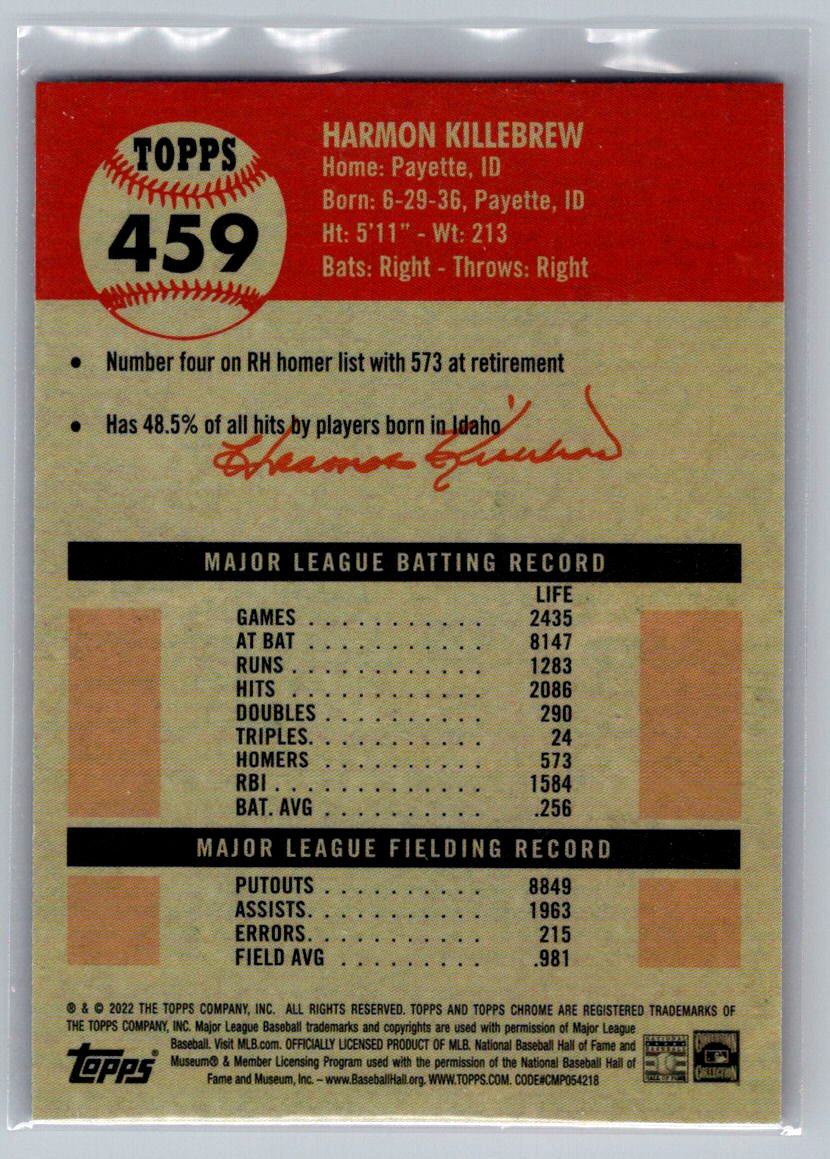 TOPPS
459
HARMON KILLEBREW
Home: Payette, ID
Born: 6-29-36, Payette, ID
Ht: 5'11" - Wt: 213
Bats: Right - Throws: Right
• Number four on RH homer list with 573 at retirement
• Has 48.5% of all hits by players born in Idaho
Harmon Killebrew
MAJOR LEAGUE BATTING RECORD
LIFE
GAMES . . . . . . . . . . . 2435
AT BAT . . . . . . . . . . . 8147
RUNS . . . . . . . . . . . . 1283
HITS . . . . . . . . . . . . 2086
DOUBLES . . . . . . . . . . 290
TRIPLES. . . . . . . . . . . 24
HOMERS . . . . . . . . . . 573
RBI . . . . . . . . . . . . . 1584
BAT. AVG . . . . . . . . . . .256
MAJOR LEAGUE FIELDING RECORD
PUTOUTS . . . . . . . . . . 8849
ASSISTS. . . . . . . . . . . 1963
ERRORS. . . . . . . . . . . 215
FIELD AVG . . . . . . . . . .981
® & © 2022 THE TOPPS COMPANY, INC. ALL RIGHTS RESERVED. TOPPS AND TOPPS CHROME ARE REGISTERED TRADEMARKS OF
THE TOPPS COMPANY, INC. Major League Baseball trademarks and copyrights are used with permission of Major League
Baseball. Visit MLB.com. OFFICIALLY LICENSED PRODUCT OF MLB. National Baseball Hall of Fame and
Museum® & Member Licensing Program used with the permission of the National Baseball Hall of
Fame and Museum, Inc. – www.BaseballHall.org. WWW.TOPPS.COM. CODE#CMP054218
topps